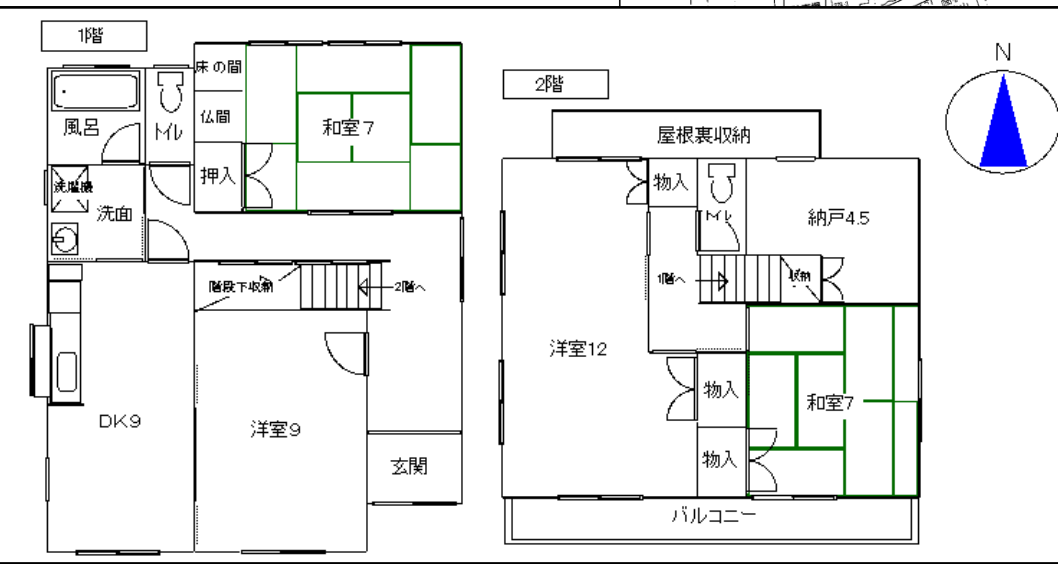 1階
床の間
風呂
トイレ
仏間
和室7
押入
洗濯機
洗面
階段下収納
2階へ
DK9
洋室9
玄関
2階
屋根裏収納
物入
トイレ
納戸4.5
1階へ
収納
洋室12
物入
和室7
物入
バルコニー
N